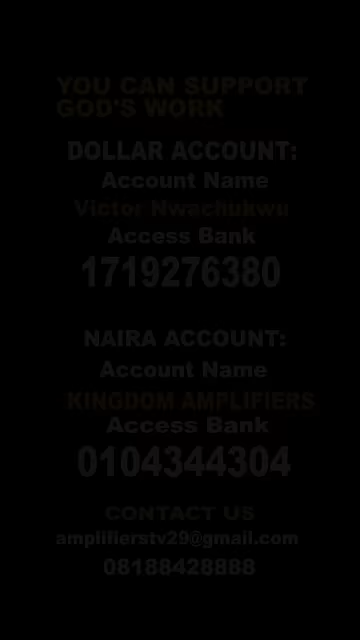 YOU CAN SUPPORT
GOD'S WORK
DOLLAR ACCOUNT:
Account Name
Victor Nwachukwu
Access Bank
1719276380
NAIRA ACCOUNT:
Account Name
KINGDOM AMPLIFIERS
Access Bank
0104344304
CONTACT US
amplifierstv29@gmail.com
08188428888